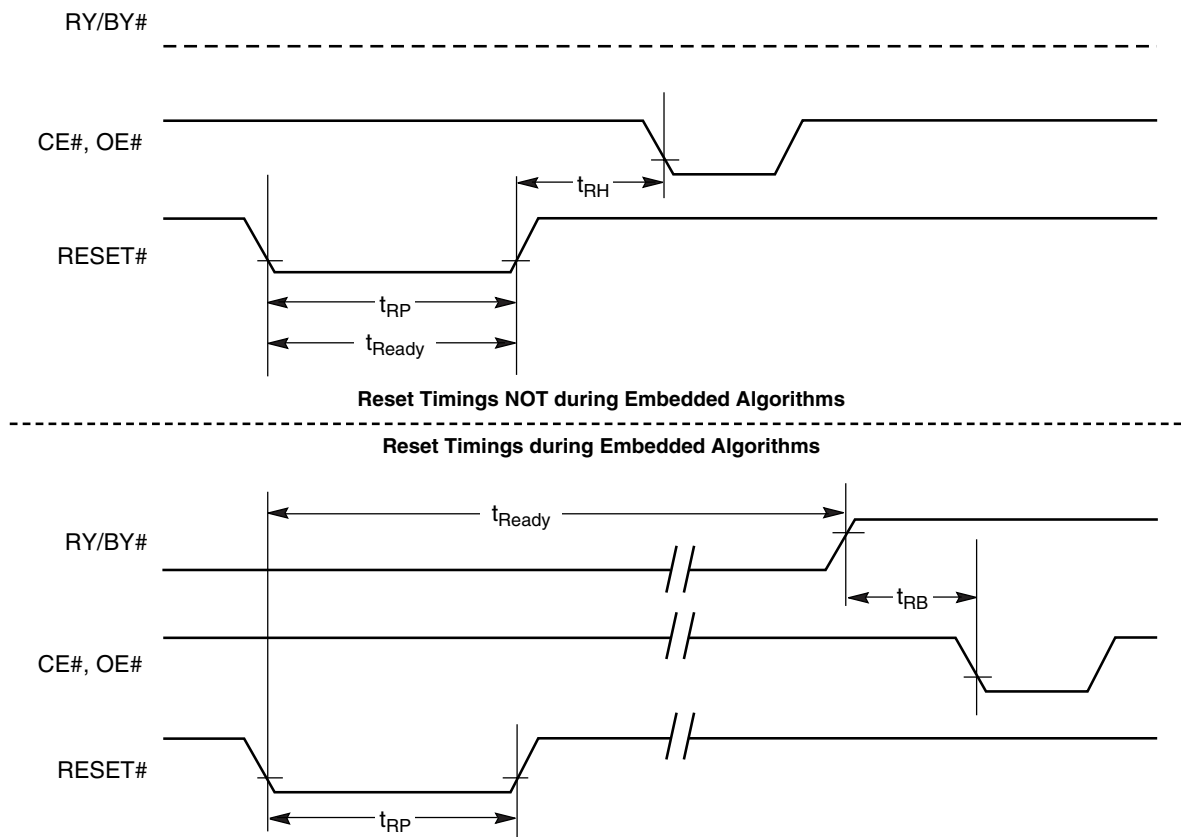 RY/BY#
CE#, OE#
tRH
RESET#
tRP
tReady
Reset Timings NOT during Embedded Algorithms
Reset Timings during Embedded Algorithms
tReady
RY/BY#
tRB
CE#, OE#
RESET#
tRP